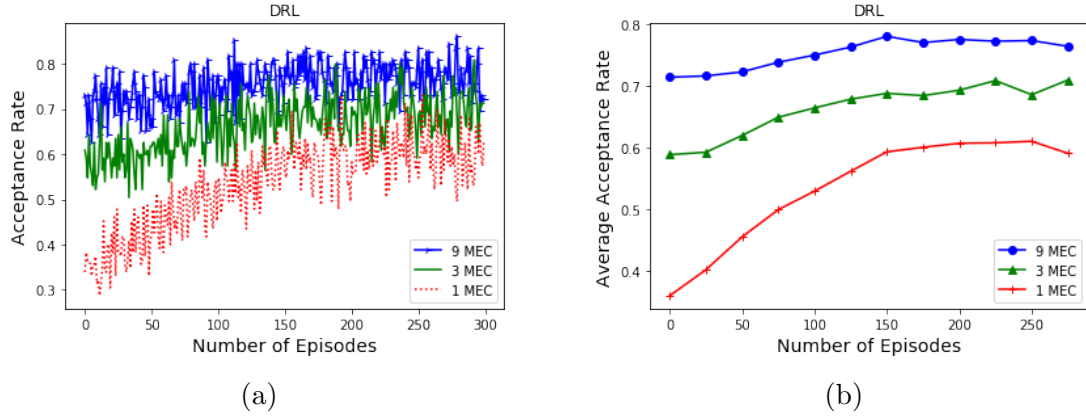 DRL
Acceptance Rate
0.8
0.7
0.6
0.5
0.4
0.3
0 50 100 150 200 250 300
Number of Episodes
9 MEC
3 MEC
1 MEC
(a)
DRL
Average Acceptance Rate
0.8
0.7
0.6
0.5
0.4
0 50 100 150 200 250
Number of Episodes
9 MEC
3 MEC
1 MEC
(b)